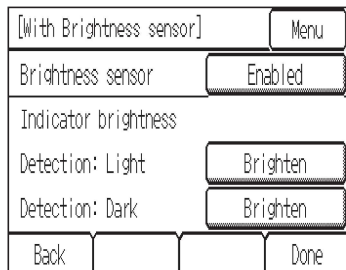 [With Brightness sensor] Menu
Brightness sensor Enabled
Indicator brightness
Detection: Light Brighten
Detection: Dark Brighten
Back Done